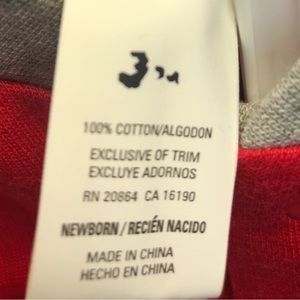 100% COTTON/ALGODON
EXCLUSIVE OF TRIM
EXCLUYE ADORNOS
RN 20864 CA 16190
NEWBORN / RECIÉN NACIDO
MADE IN CHINA
HECHO EN CHINA